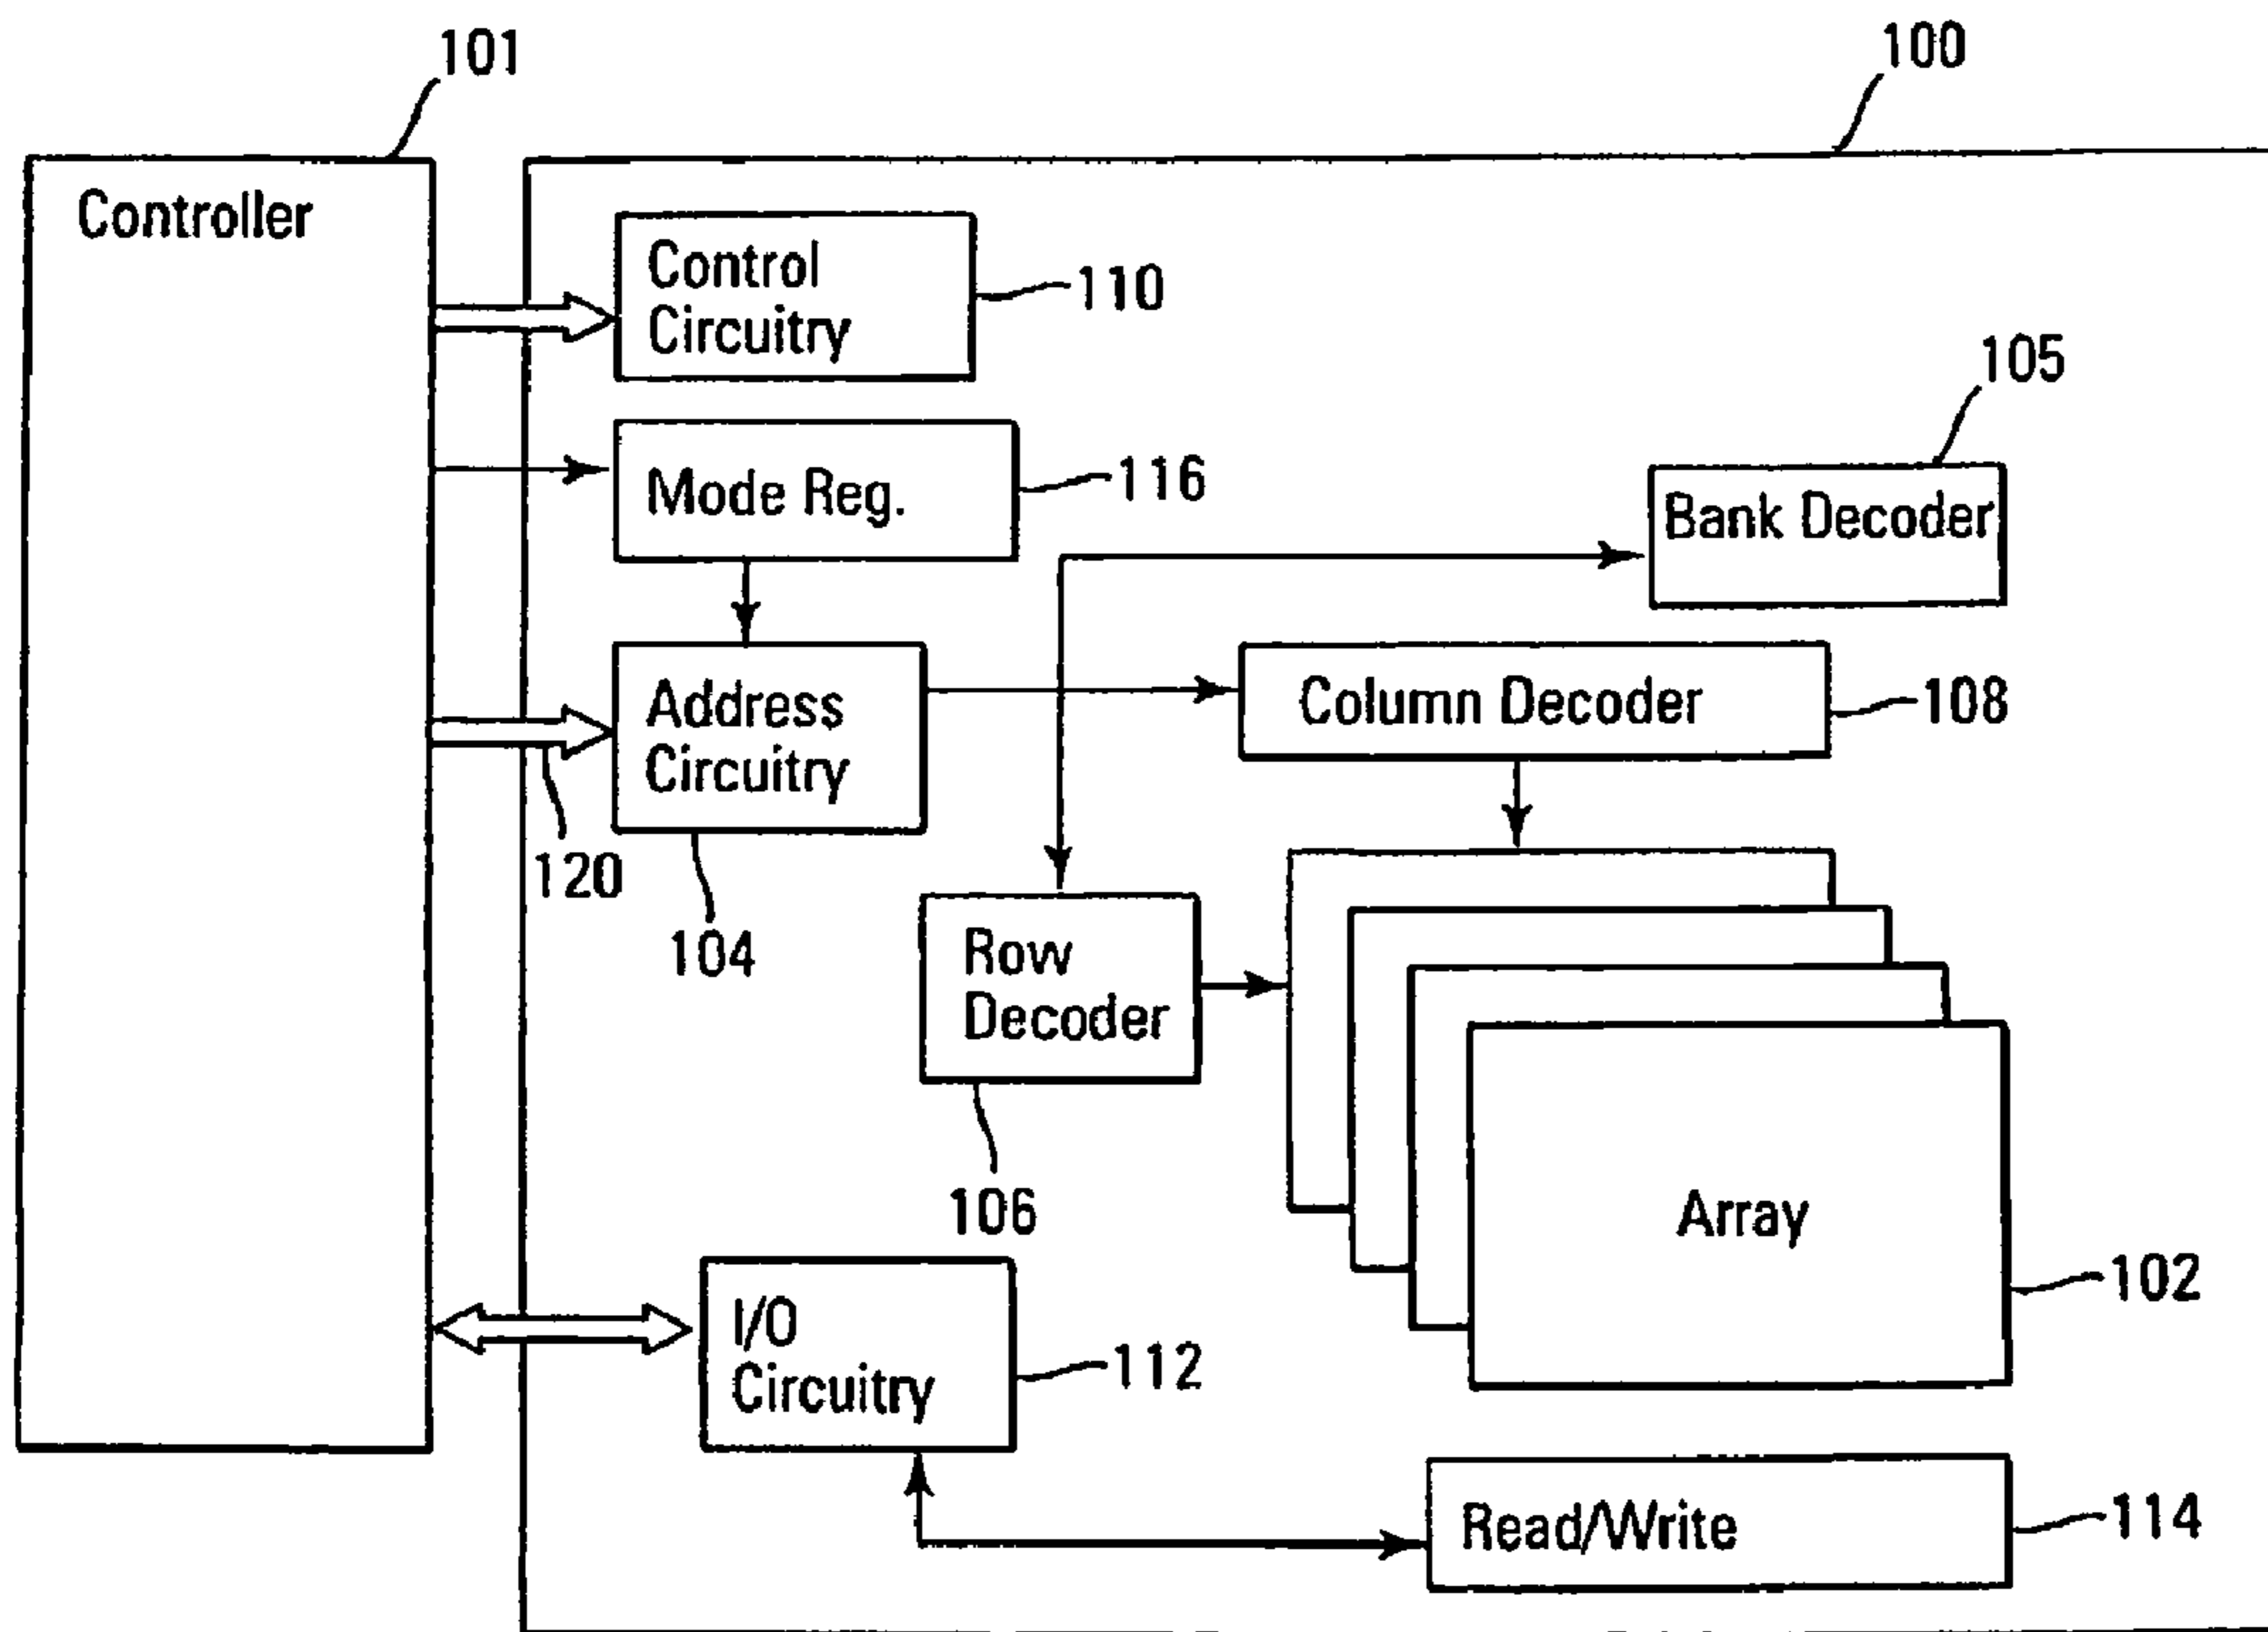 101
100
Controller
Control
Circuitry
110
105
Mode Reg.
116
Bank Decoder
Address
Circuitry
Column Decoder
108
120
104
Row
Decoder
106
Array
102
I/O
Circuitry
112
Read/Write
114